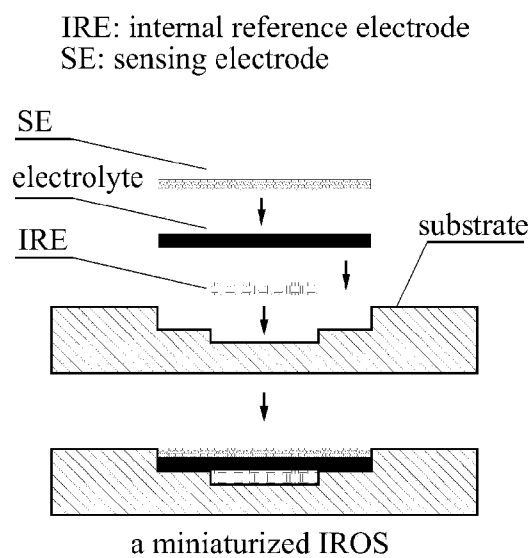 IRE: internal reference electrode
SE: sensing electrode
SE
electrolyte
IRE
substrate
a miniaturized IROS